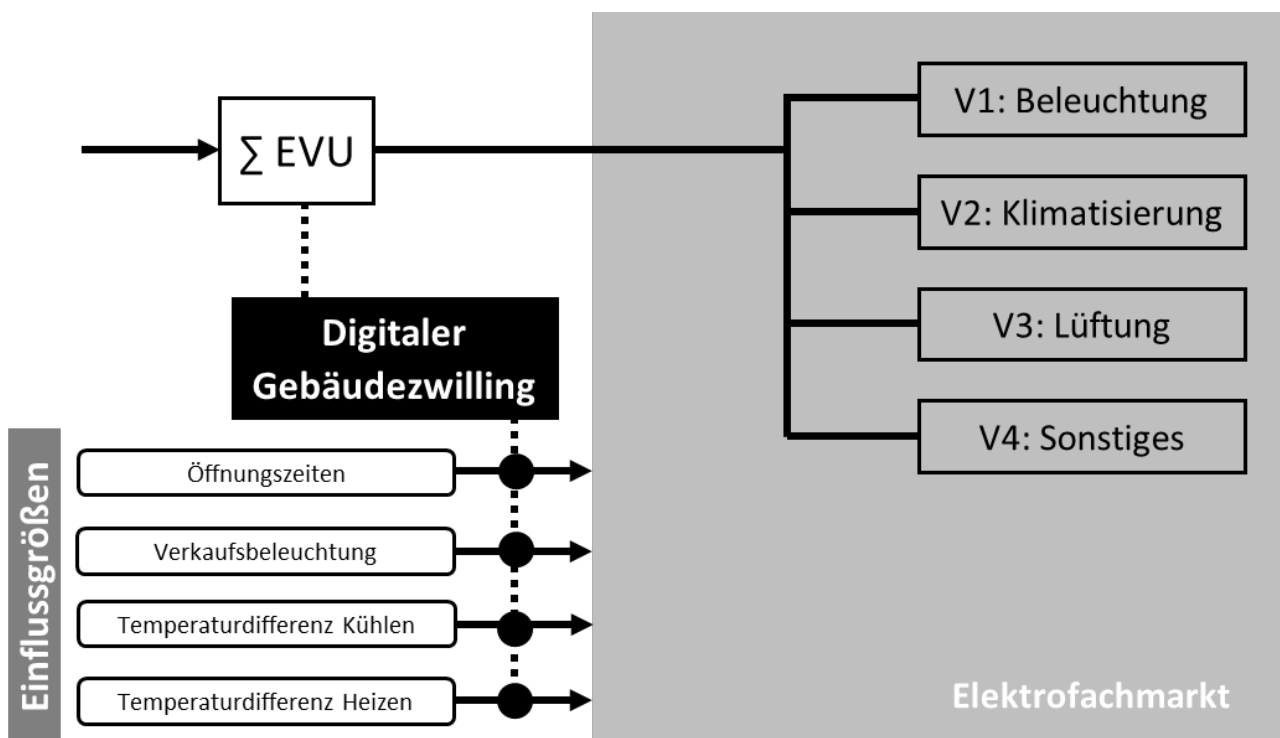 ∑ EVU
V1: Beleuchtung
V2: Klimatisierung
V3: Lüftung
V4: Sonstiges
Digitaler
Gebäudezwilling
Einflussgrößen
Öffnungszeiten
Verkaufsbeleuchtung
Temperaturdifferenz Kühlen
Temperaturdifferenz Heizen
Elektrofachmarkt